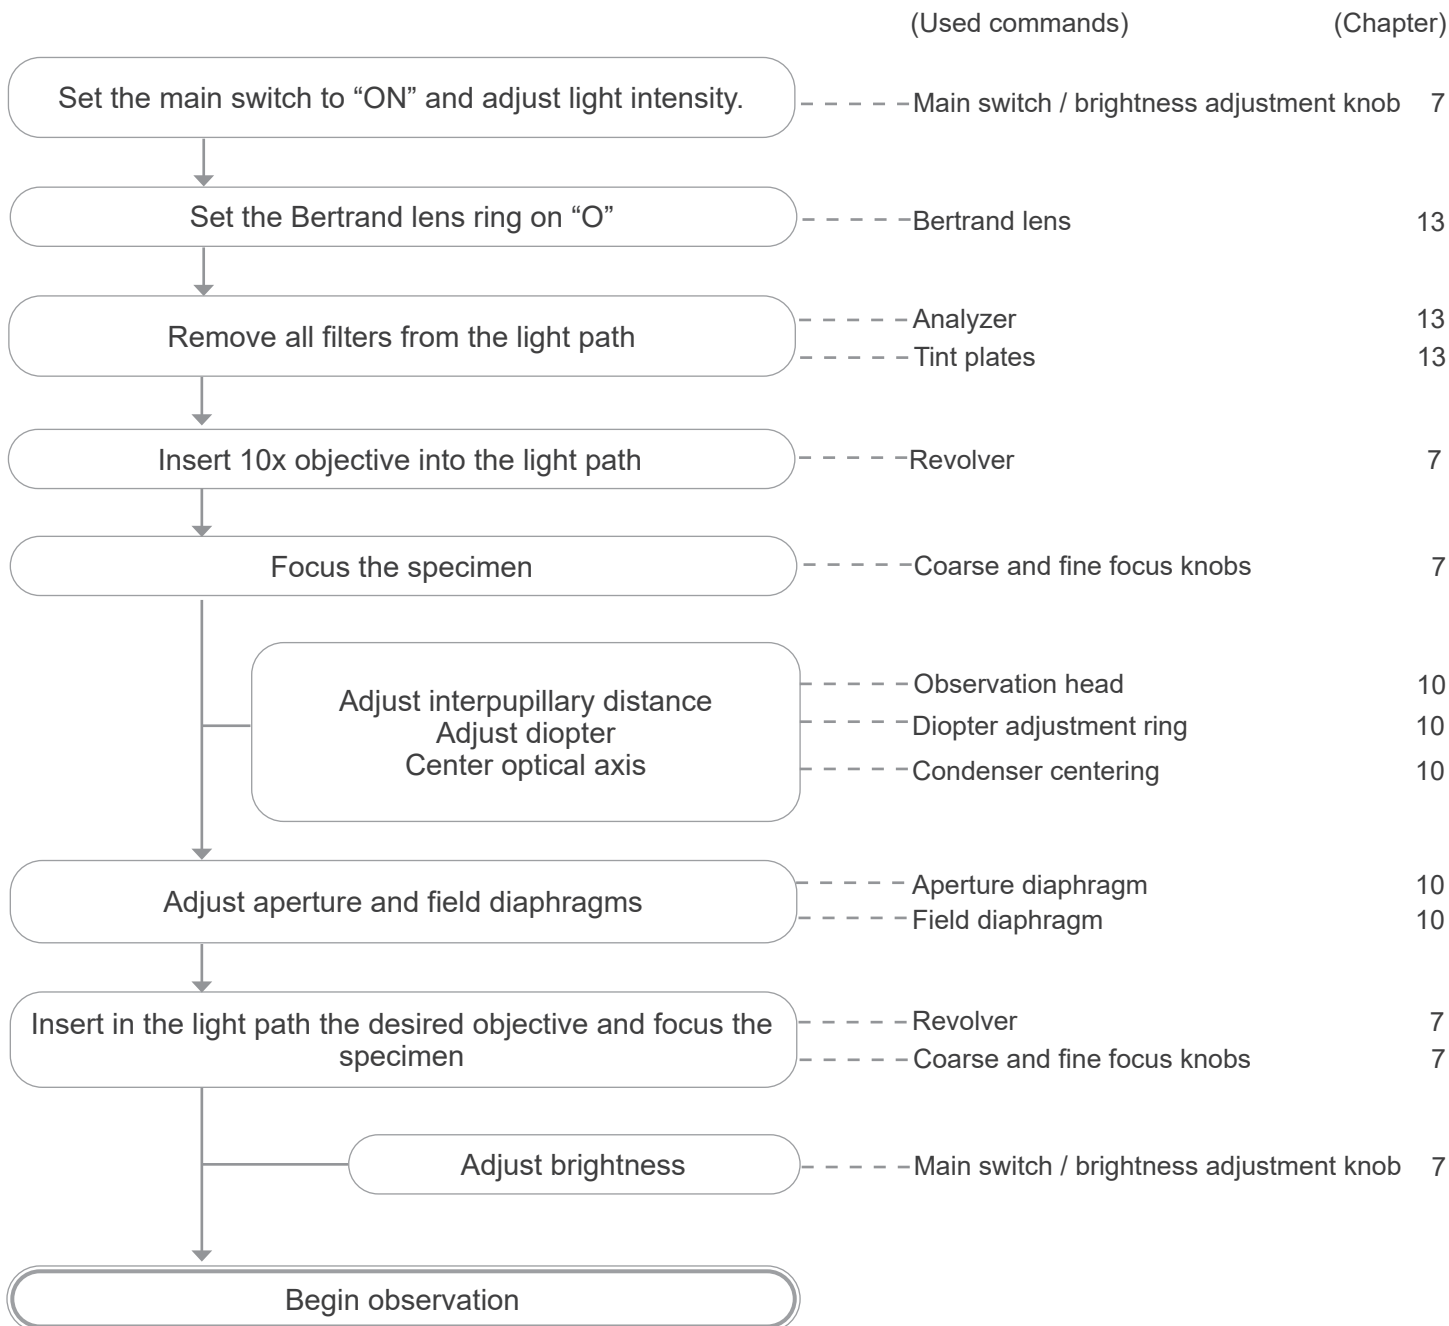 (Used commands) (Chapter)
Set the main switch to “ON” and adjust light intensity. Main switch / brightness adjustment knob 7
Set the Bertrand lens ring on “O” Bertrand lens 13
Remove all filters from the light path
Analyzer 13
Tint plates 13
Insert 10x objective into the light path Revolver 7
Focus the specimen Coarse and fine focus knobs 7
Adjust interpupillary distance
Adjust diopter
Center optical axis
Observation head 10
Diopter adjustment ring 10
Condenser centering 10
Adjust aperture and field diaphragms
Aperture diaphragm 10
Field diaphragm 10
Insert in the light path the desired objective and focus the
specimen
Revolver 7
Coarse and fine focus knobs 7
Adjust brightness Main switch / brightness adjustment knob 7
Begin observation